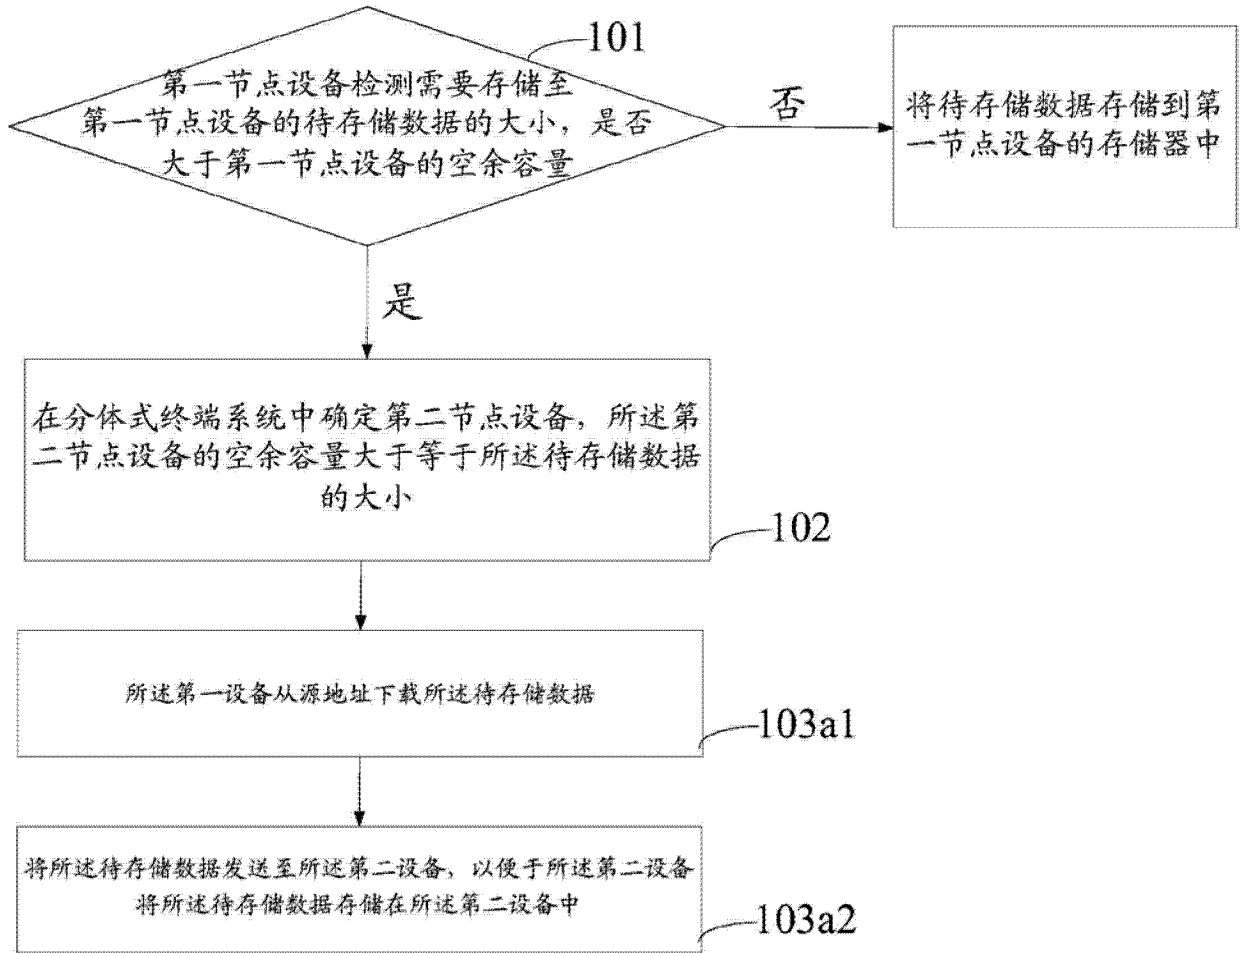 101
第一节点设备检测需要存储至
第一节点设备的待存储数据的大小，是否
大于第一节点设备的空余容量
否
将待存储数据存储到第
一节点设备的存储器中
是
在分体式终端系统中确定第二节点设备，所述第
二节点设备的空余容量大于等于所述待存储数据
的大小
102
所述第一设备从源地址下载所述待存储数据
103a1
将所述待存储数据发送至所述第二设备，以便于所述第二设备
将所述待存储数据存储在所述第二设备中
103a2